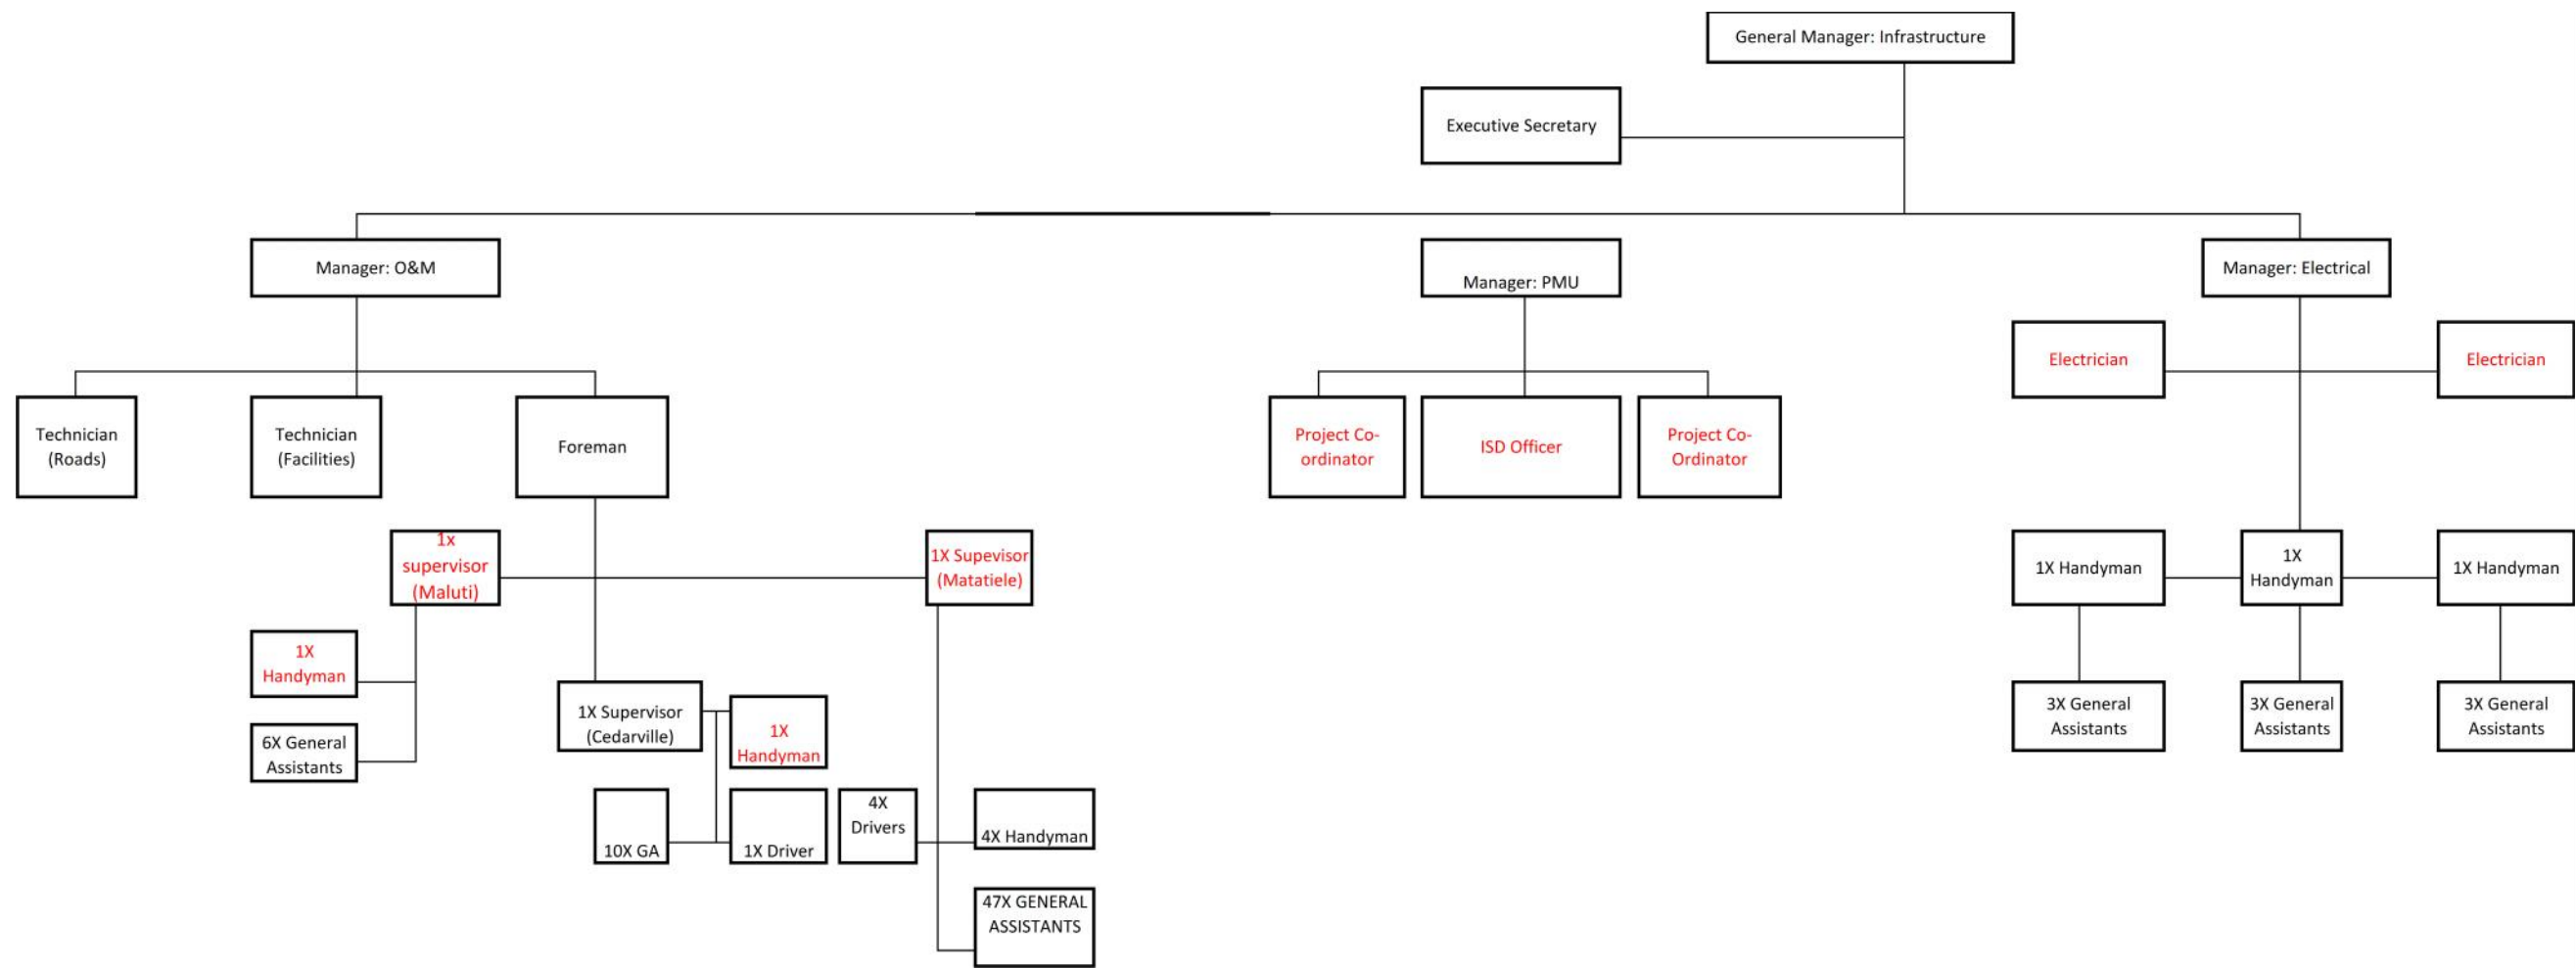 General Manager: Infrastructure
Executive Secretary
Manager: O&M
Manager: PMU
Manager: Electrical
Electrician
Electrician
Technician
(Roads)
Technician
(Facilities)
Foreman
Project Co-
ordinator
ISD Officer
Project Co-
Ordinator
1x
supervisor
(Maluti)
1X Supevisor
(Matatiele)
1X Handyman
1X
Handyman
1X Handyman
1X
Handyman
6X General
Assistants
1X Supervisor
(Cedarville)
1X
Handyman
10X GA
1X Driver
4X
Drivers
4X Handyman
47X GENERAL
ASSISTANTS
3X General
Assistants
3X General
Assistants
3X General
Assistants